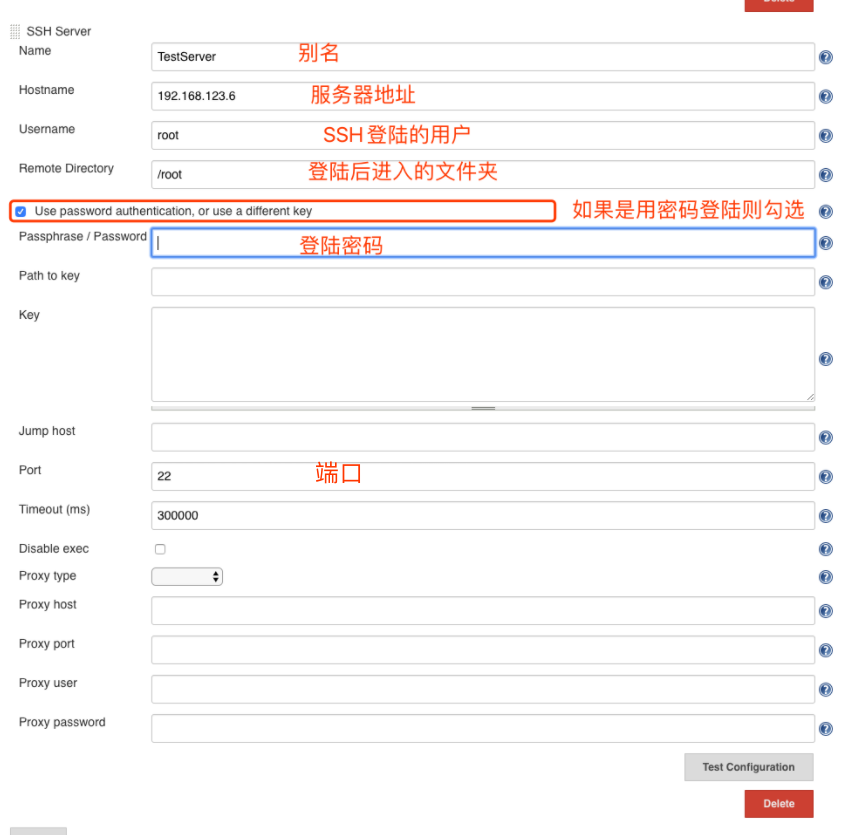 Delete
SSH Server
Name TestServer 别名
Hostname 192.168.123.6 服务器地址
Username root SSH 登陆的用户
Remote Directory /root 登陆后进入的文件夹
Use password authentication, or use a different key 如果是用密码登陆则勾选
Passphrase / Password 登陆密码
Path to key
Key
Jump host
Port 22 端口
Timeout (ms) 300000
Disable exec
Proxy type
Proxy host
Proxy port
Proxy user
Proxy password
Test Configuration
Delete